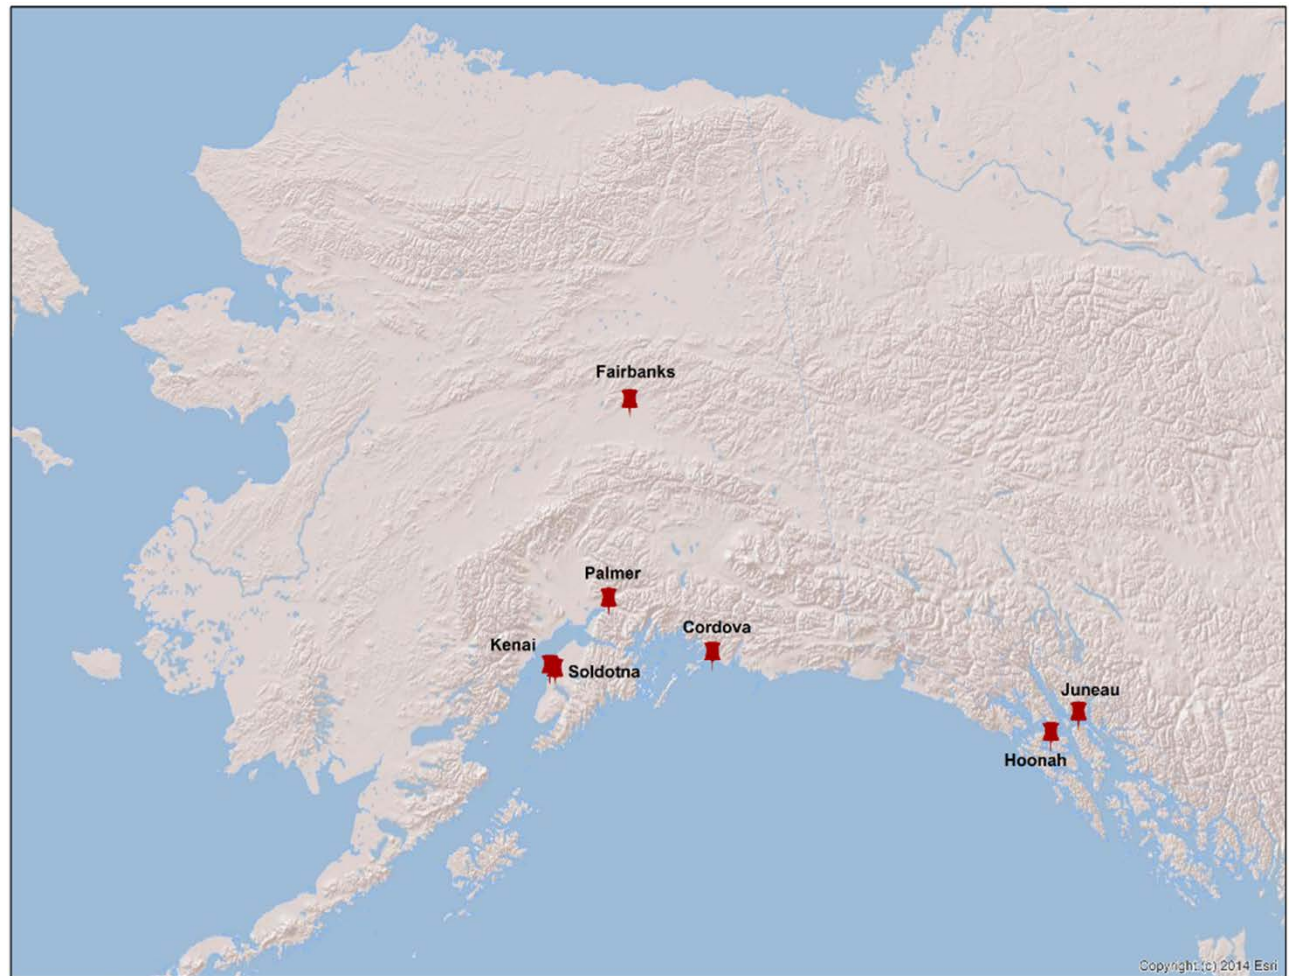 Fairbanks
Palmer
Cordova
Kenai
Soldotna
Juneau
Hoonah
Copyright (c) 2014 Esri